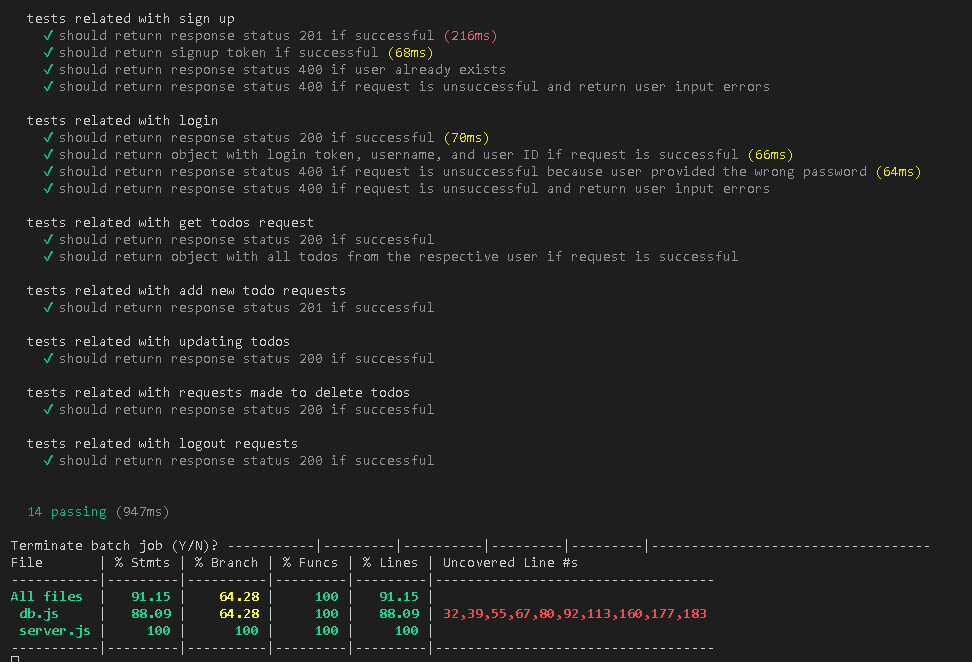 tests related with sign up
✓ should return response status 201 if successful (216ms)
✓ should return signup token if successful (68ms)
✓ should return response status 400 if user already exists
✓ should return response status 400 if request is unsuccessful and return user input errors
tests related with login
✓ should return response status 200 if successful (70ms)
✓ should return object with login token, username, and user ID if request is successful (66ms)
✓ should return response status 400 if request is unsuccessful because user provided the wrong password (64ms)
✓ should return response status 400 if request is unsuccessful and return user input errors
tests related with get todos request
✓ should return response status 200 if successful
✓ should return object with all todos from the respective user if request is successful
tests related with add new todo requests
✓ should return response status 201 if successful
tests related with updating todos
✓ should return response status 200 if successful
tests related with requests made to delete todos
✓ should return response status 200 if successful
tests related with logout requests
✓ should return response status 200 if successful
14 passing (947ms)
Terminate batch job (Y/N)? -----------|---------|----------|---------|---------|-----------------------------------
File       | % Stmts | % Branch | % Funcs | % Lines | Uncovered Line #s
-----------|---------|----------|---------|---------|-----------------------------------
All files  |   91.15 |    64.28 |     100 |   91.15 |
 db.js     |   88.09 |    64.28 |     100 |   88.09 | 32,39,55,67,80,92,113,160,177,183
 server.js |     100 |      100 |     100 |     100 |
-----------|---------|----------|---------|---------|-----------------------------------